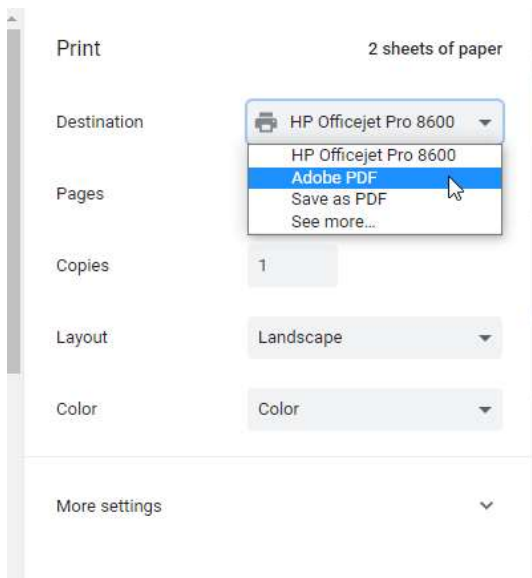 Print
2 sheets of paper
Destination
HP Officejet Pro 8600
HP Officejet Pro 8600
Adobe PDF
Save as PDF
See more...
Pages
Copies
1
Layout
Landscape
Color
Color
More settings